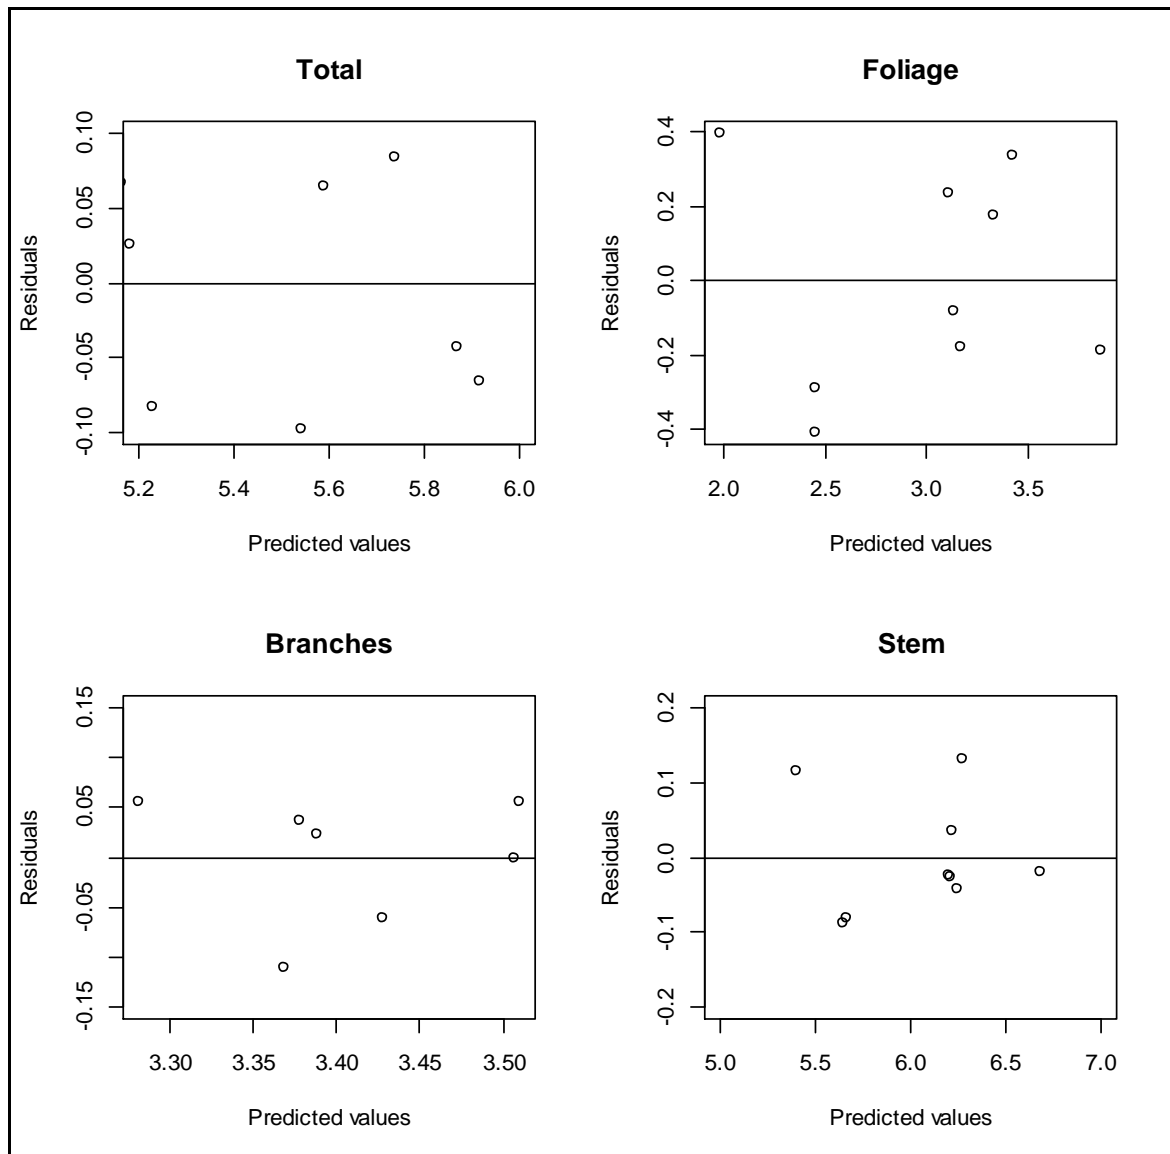 Total
Residuals
0.10
0.05
0.00
-0.05
-0.10
5.2 5.4 5.6 5.8 6.0
Predicted values
Foliage
Residuals
0.4
0.2
0.0
-0.2
-0.4
2.0 2.5 3.0 3.5
Predicted values
Branches
Residuals
0.15
0.05
-0.05
-0.15
3.30 3.35 3.40 3.45 3.50
Predicted values
Stem
Residuals
0.2
0.1
0.0
-0.1
-0.2
5.0 5.5 6.0 6.5 7.0
Predicted values